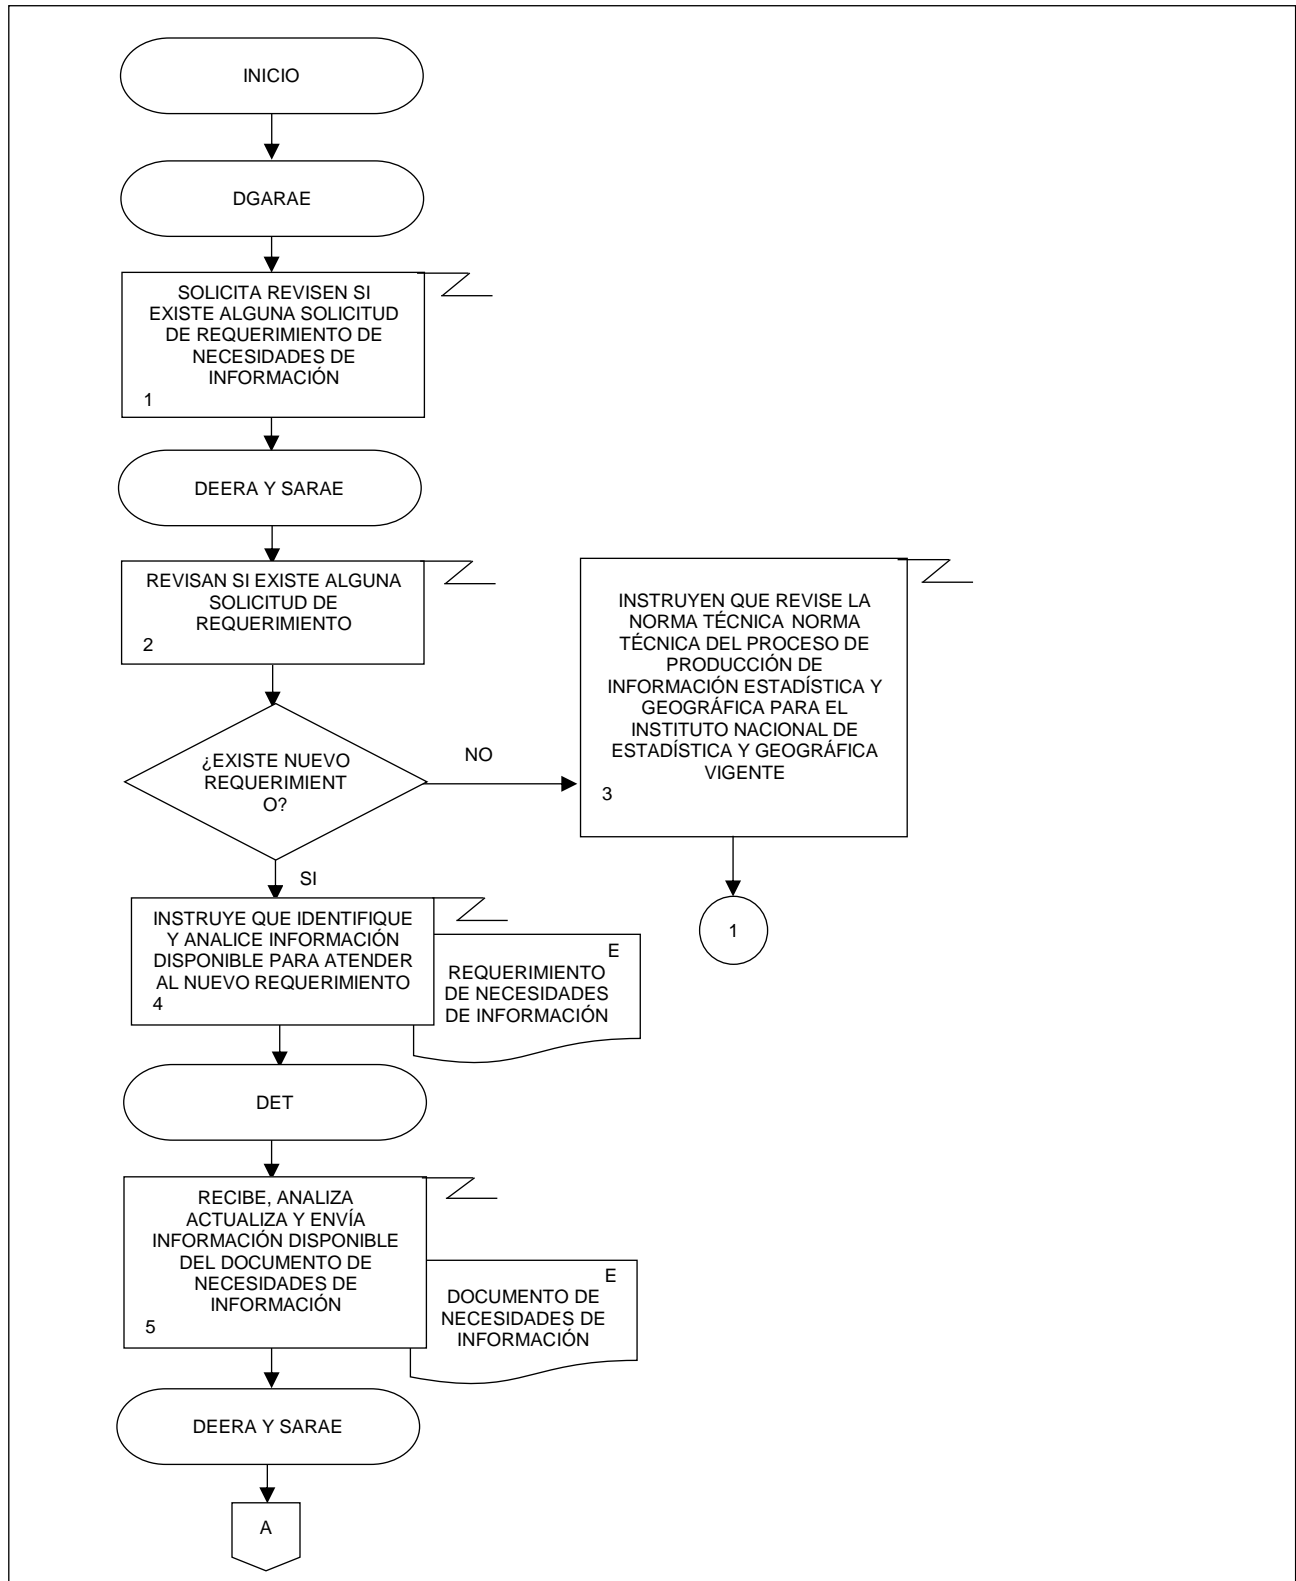 INICIO
DGARAE
SOLICITA REVISEN SI
EXISTE ALGUNA SOLICITUD
DE REQUERIMIENTO DE
NECESIDADES DE
INFORMACIÓN
1
DEERA Y SARAE
REVISAN SI EXISTE ALGUNA
SOLICITUD DE
REQUERIMIENTO
2
¿EXISTE NUEVO
REQUERIMIENT
O?
NO
INSTRUYEN QUE REVISE LA
NORMA TÉCNICA NORMA
TÉCNICA DEL PROCESO DE
PRODUCCIÓN DE
INFORMACIÓN ESTADÍSTICA Y
GEOGRÁFICA PARA EL
INSTITUTO NACIONAL DE
ESTADÍSTICA Y GEOGRÁFICA
VIGENTE
3
1
SI
INSTRUYE QUE IDENTIFIQUE
Y ANALICE INFORMACIÓN
DISPONIBLE PARA ATENDER
AL NUEVO REQUERIMIENTO
4
E
REQUERIMIENTO
DE NECESIDADES
DE INFORMACIÓN
DET
RECIBE, ANALIZA
ACTUALIZA Y ENVÍA
INFORMACIÓN DISPONIBLE
DEL DOCUMENTO DE
NECESIDADES DE
INFORMACIÓN
5
E
DOCUMENTO DE
NECESIDADES DE
INFORMACIÓN
DEERA Y SARAE
A